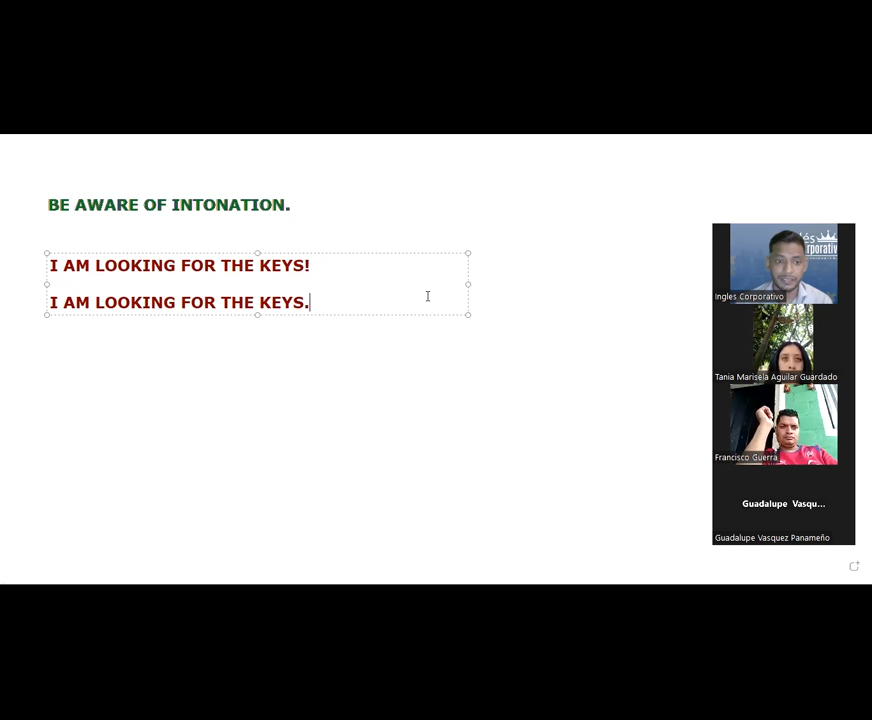 BE AWARE OF INTONATION.
I AM LOOKING FOR THE KEYS!
I AM LOOKING FOR THE KEYS.
Ingles Corporativo
Tania Marisela Aguilar Guardado
Francisco Guerra
Guadalupe Vasqu...
Guadalupe Vasquez Panameño